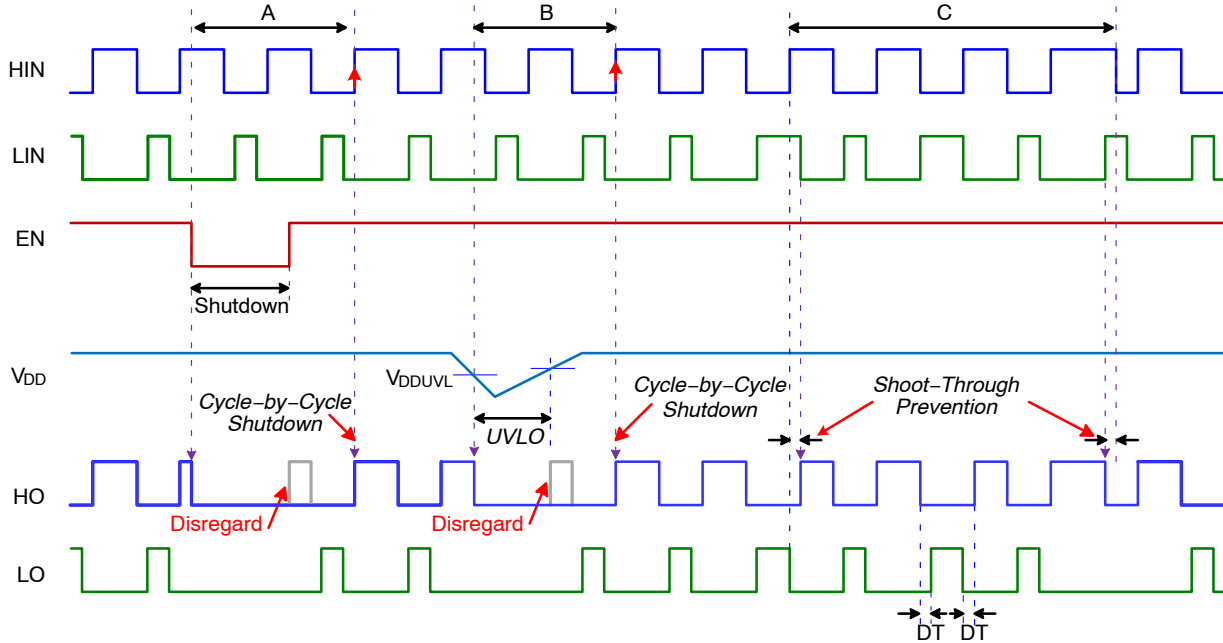 A
B
C
HIN
LIN
EN
Shutdown
VDD
VDDUVL
Cycle−by−Cycle
Shutdown
UVLO
Cycle−by−Cycle
Shutdown
Shoot−Through
Prevention
HO
Disregard
Disregard
LO
DT
DT